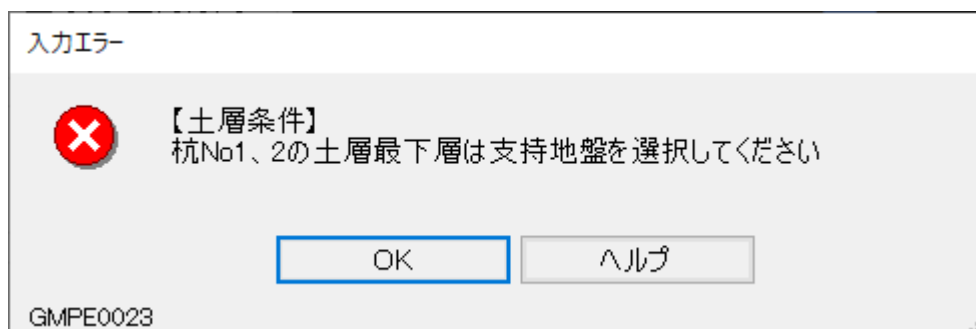 入力エラー
【土層条件】
杭No1、2の土層最下層は支持地盤を選択してください
OK
ヘルプ
GMPE0023